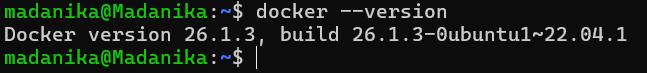 madanika@Madanika:~$ docker --version
Docker version 26.1.3, build 26.1.3-0ubuntu1~22.04.1
madanika@Madanika:~$